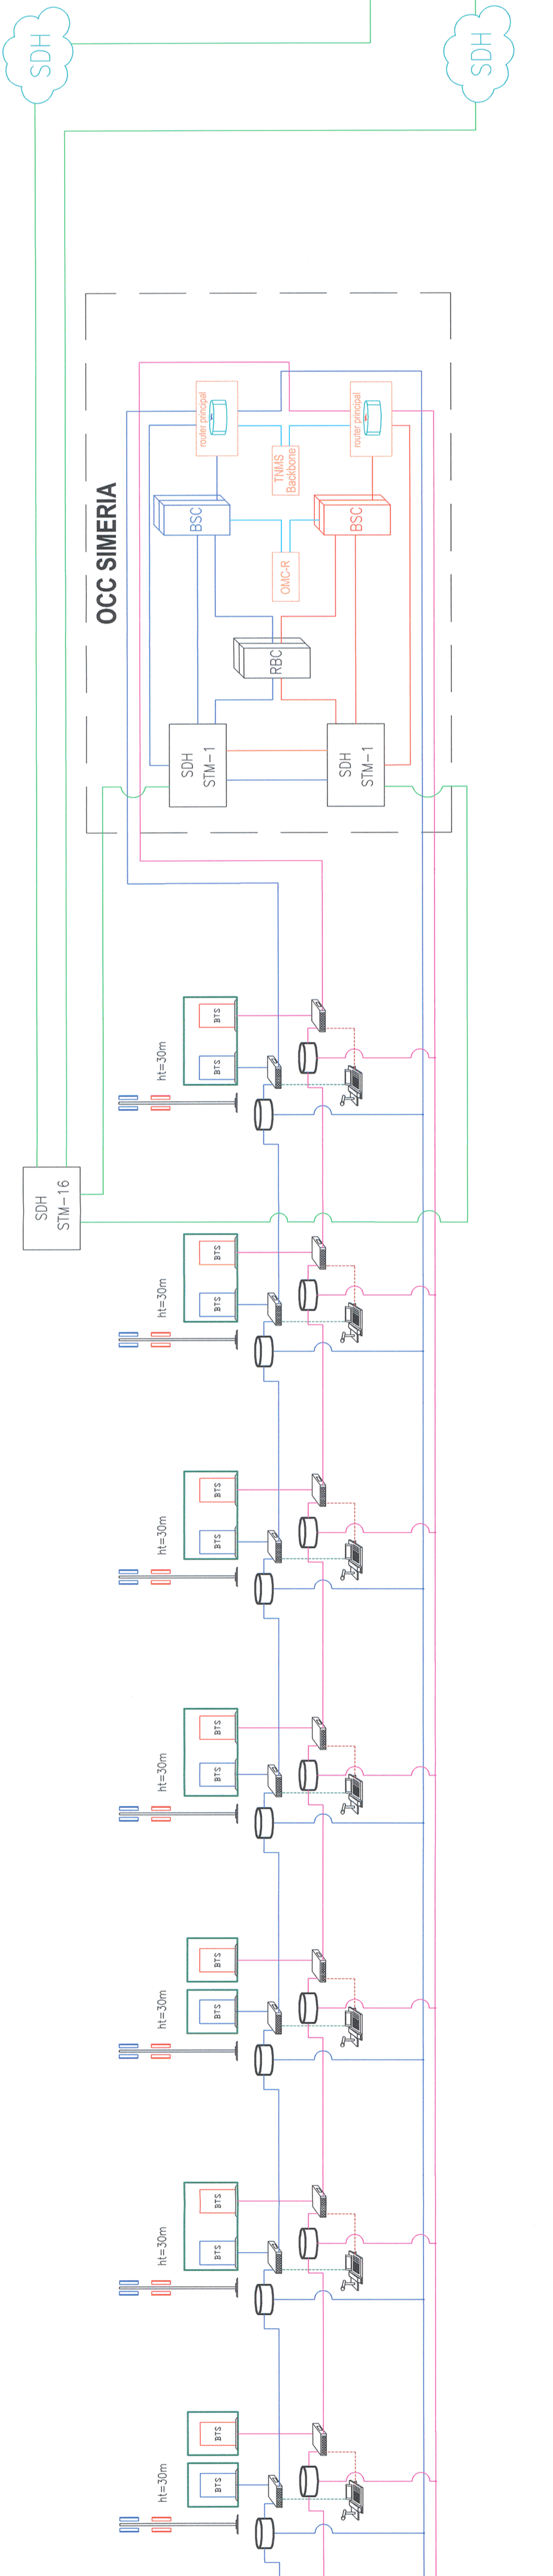 SDH
SDH
OCC SIMERIA
router principal
router principal
TNMS
Backbone
BSC
BSC
OMC-R
RBC
SDH
STM-1
SDH
STM-1
BTS
BTS
ht=30m
SDH
STM-16
BTS
BTS
ht=30m
BTS
BTS
ht=30m
BTS
BTS
ht=30m
BTS
BTS
ht=30m
BTS
BTS
ht=30m
BTS
BTS
ht=30m